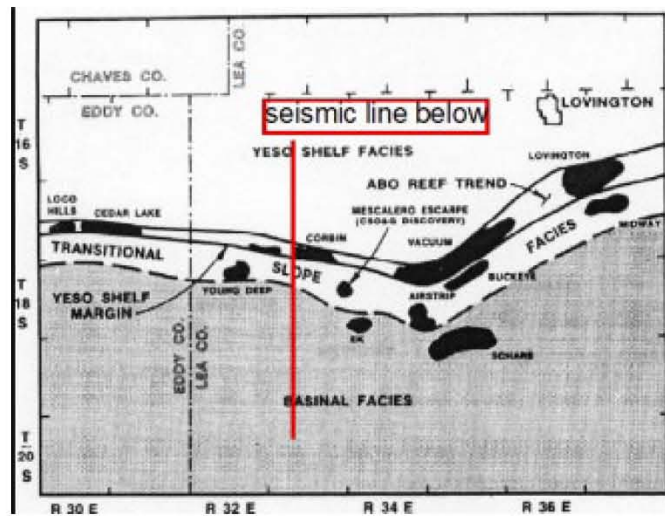 CHAVES CO.
EDDY CO.
LEA CO.
seismic line below
LOVINGTON
T
16
S
YESO SHELF FACIES
LOVINGTON
ABO REEF TREND
LOCO
HILLS
CEDAR LAKE
MESCALERO ESCARPE
(CSO&G DISCOVERY)
CORBIN
VACUUM
FACIES
MIDWAY
TRANSITIONAL
SLOPE
BUCKEYE
YOUNG DEEP
AIRSTRIP
YESO SHELF
MARGIN
T
18
S
EK
SCHARB
EDDY CO.
LEA CO.
BASINAL FACIES
T
20
S
R 30 E
R 32 E
R 34 E
R 36 E